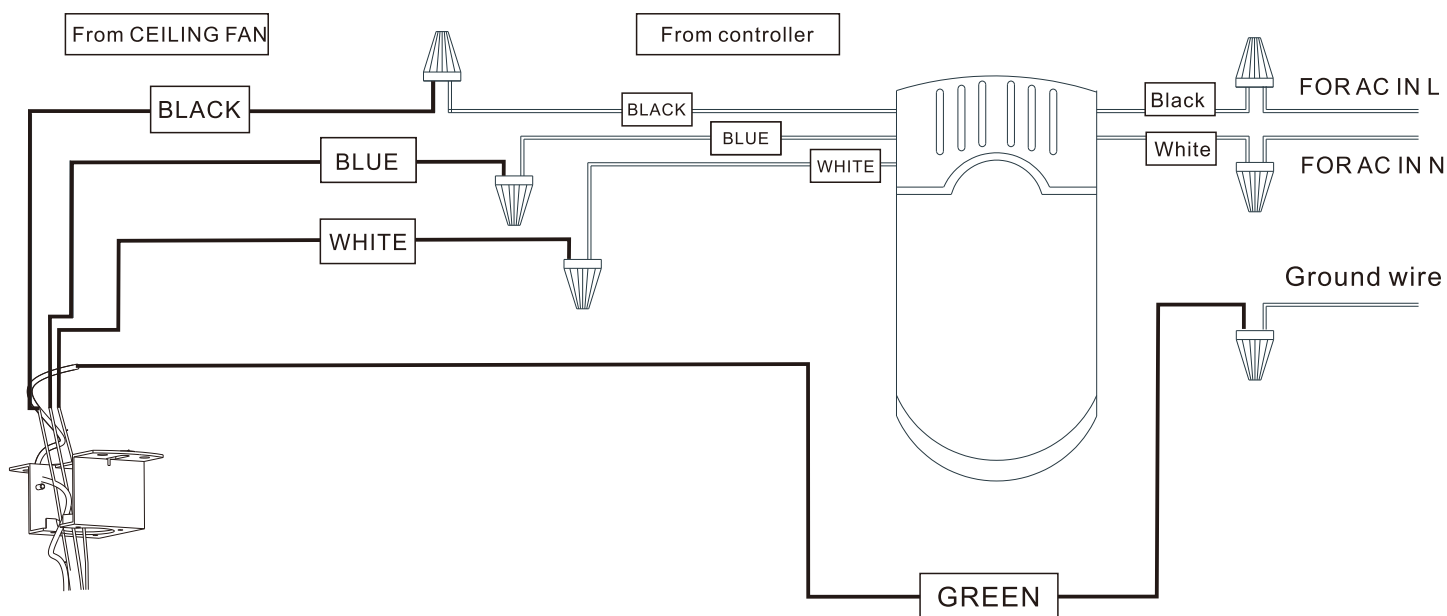 From CEILING FAN
From controller
BLACK
BLACK
Black
FOR AC IN L
BLUE
BLUE
White
FOR AC IN N
WHITE
WHITE
Ground wire
GREEN